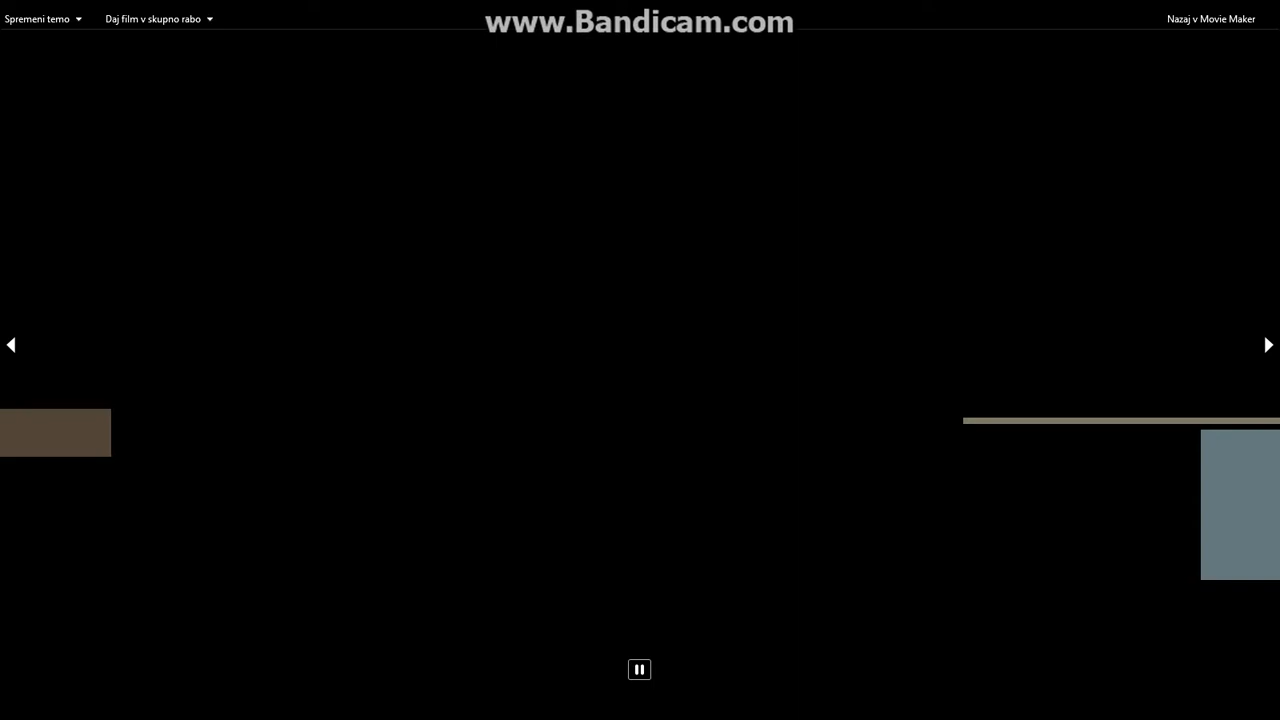 Spremeni temo
Daj film v skupno rabo
www.Bandicam.com
Nazaj v Movie Maker